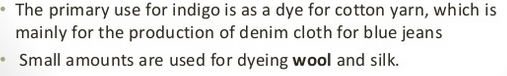 • The primary use for indigo is as a dye for cotton yarn, which is
mainly for the production of denim cloth for blue jeans
• Small amounts are used for dyeing wool and silk.